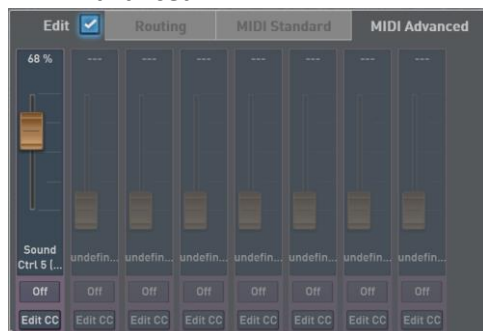 Edit Routing MIDI Standard MIDI Advanced
68 % --- --- --- --- --- --- ---
Sound
Ctrl 5 [... undefin... undefin... undefin... undefin... undefin... undefin... undefin...
Off Off Off Off Off Off Off Off
Edit CC Edit CC Edit CC Edit CC Edit CC Edit CC Edit CC Edit CC